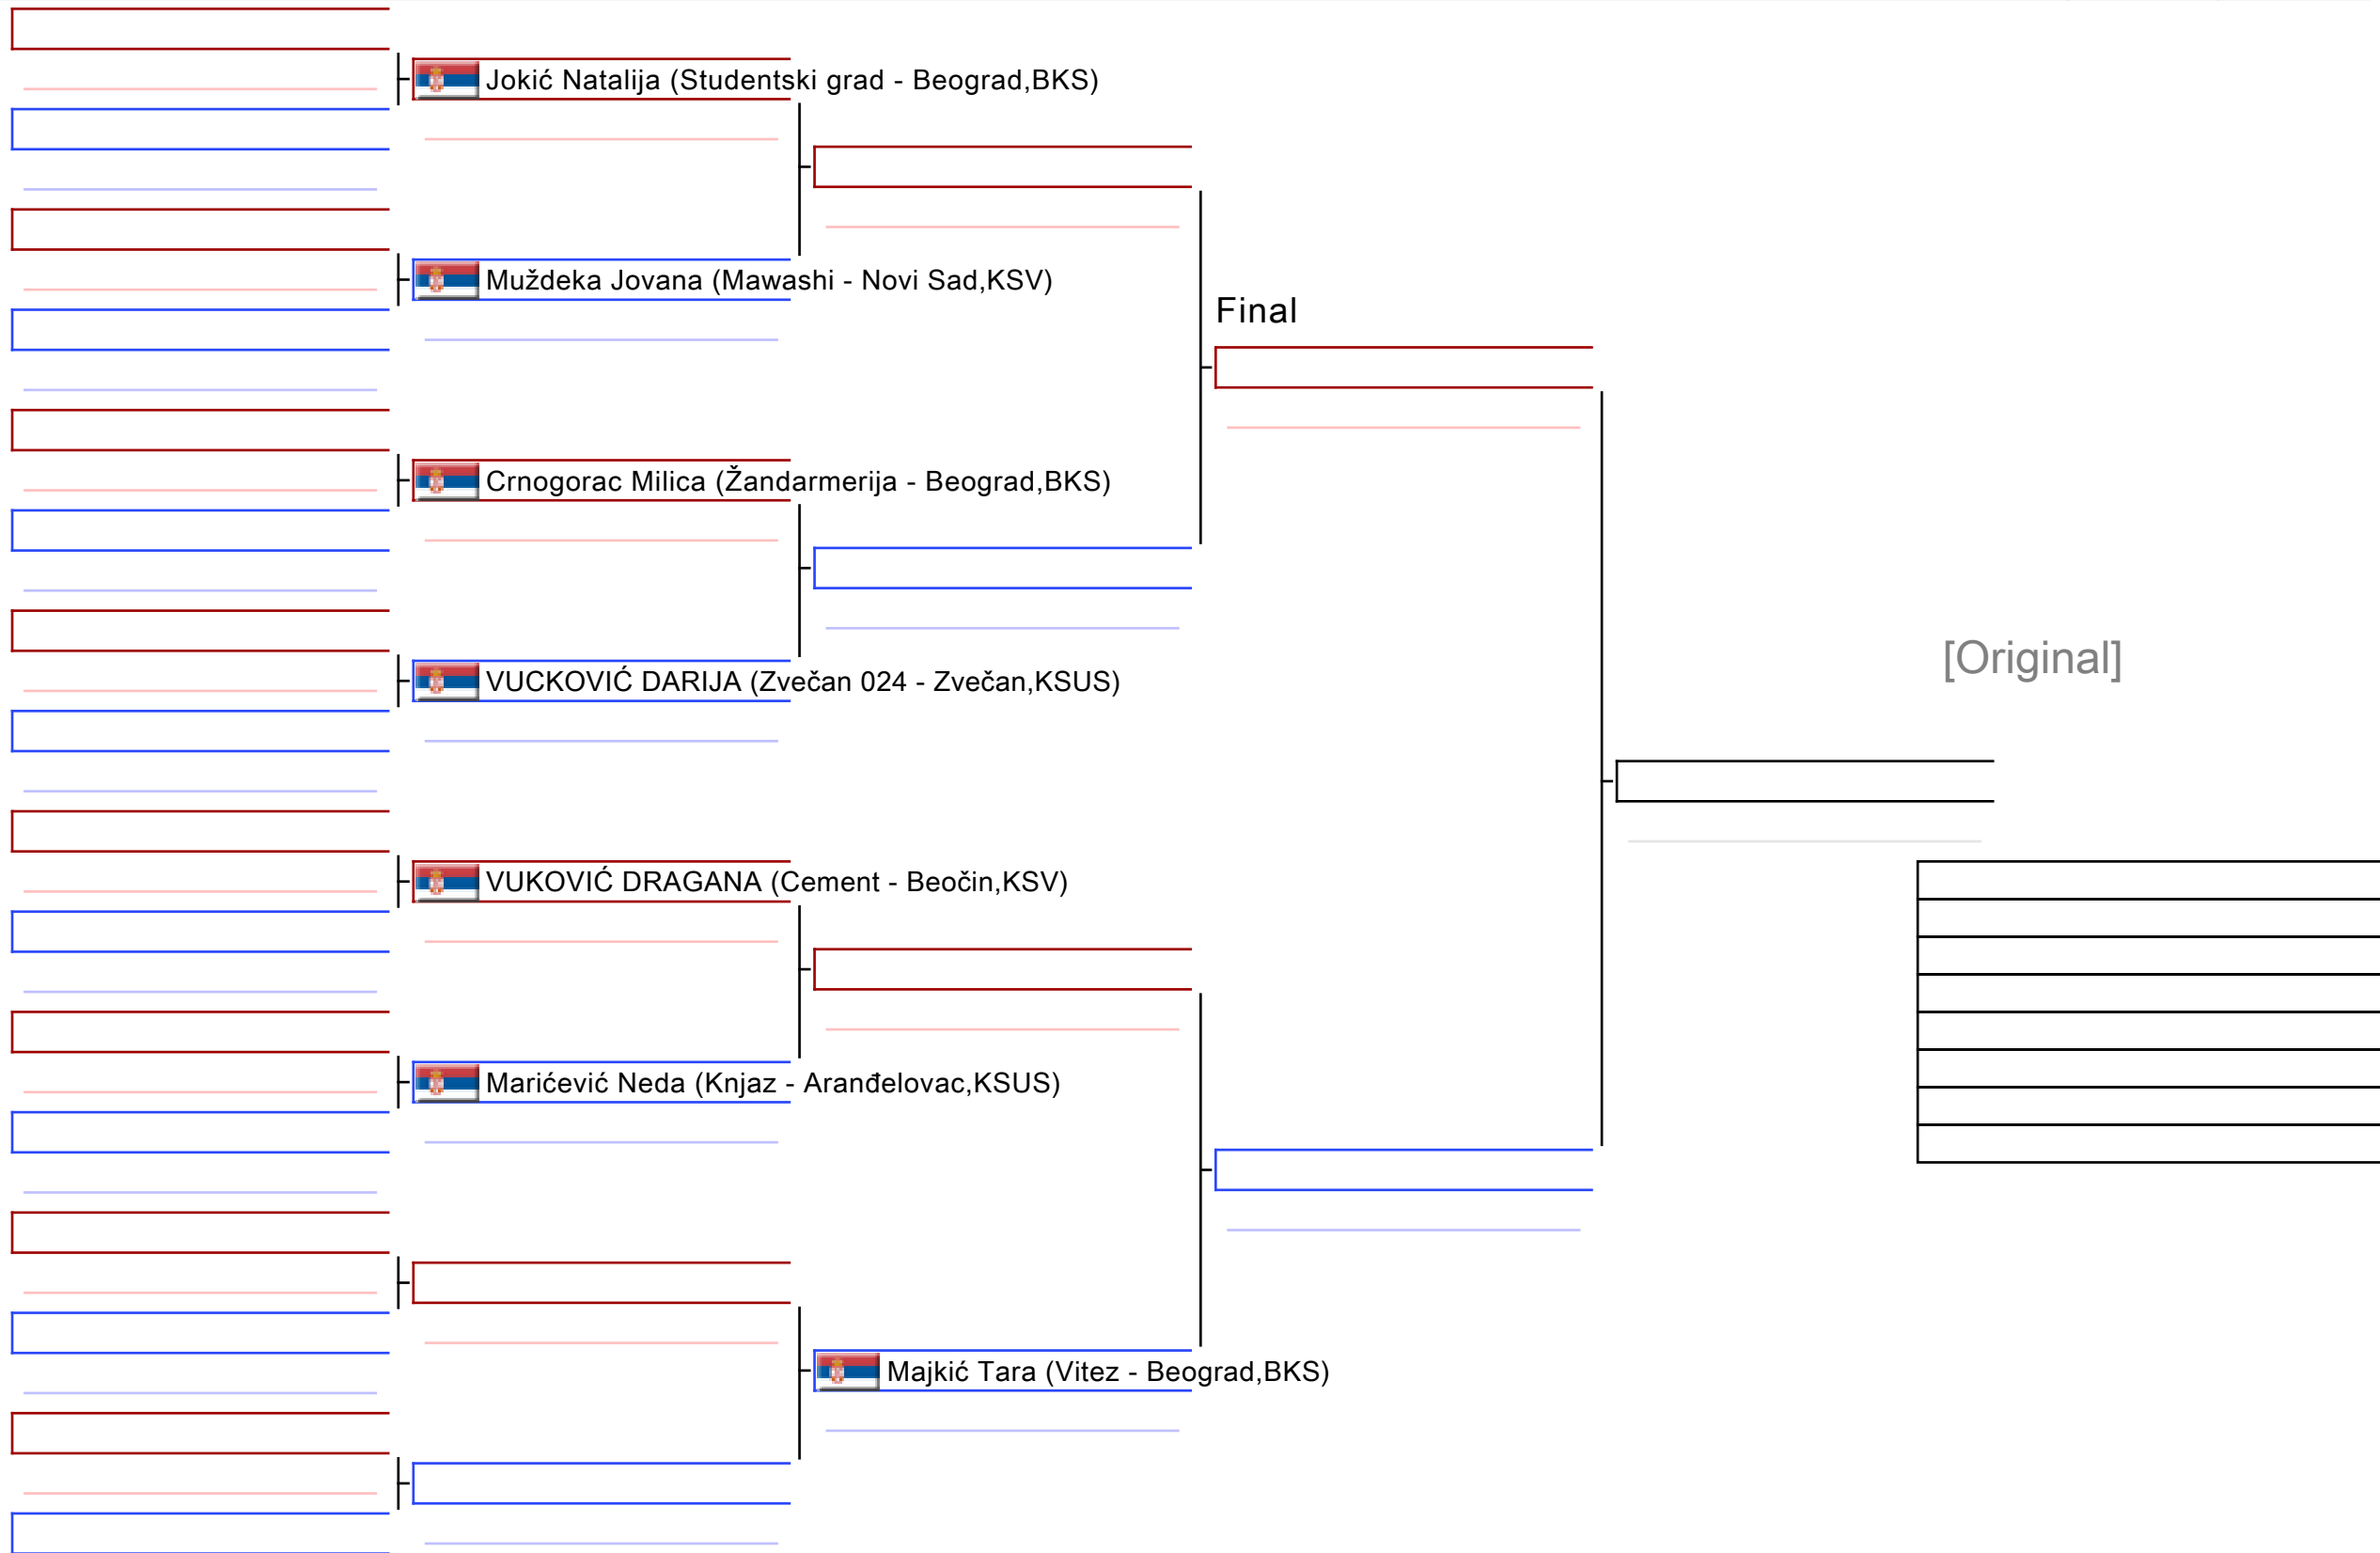 Jokić Natalija (Studentski grad - Beograd,BKS)
Muždeka Jovana (Mawashi - Novi Sad,KSV)
Final
Crnogorac Milica (Žandarmerija - Beograd,BKS)
[Original]
VUCKOVIĆ DARIJA (Zvečan 024 - Zvečan,KSUS)
VUKOVIĆ DRAGANA (Cement - Beočin,KSV)
Marićević Neda (Knjaz - Aranđelovac,KSUS)
Majkić Tara (Vitez - Beograd,BKS)